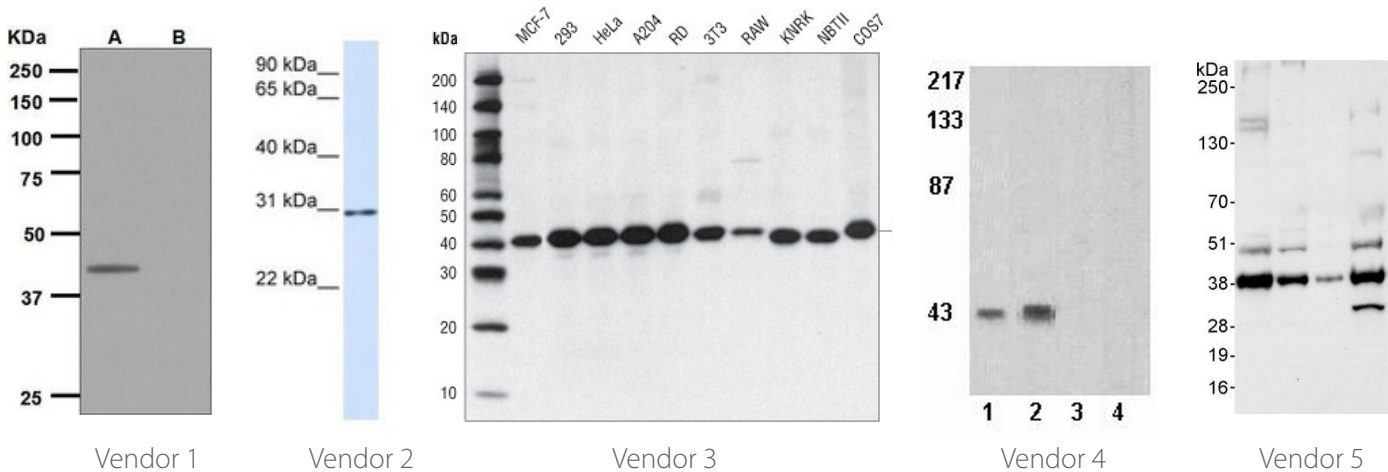 KDa
A B
250
150
100
75
50
37
25
Vendor 1
90 kDa
65 kDa
40 kDa
31 kDa
22 kDa
Vendor 2
kDa
MCF-7 293 HeLa A204 RD 3T3 RAW KNRK NBTII COS7
200
140
100
80
60
50
40
30
20
10
Vendor 3
217
133
87
43
1 2 3 4
Vendor 4
kDa
250-
130-
70-
51-
38-
28-
19-
16-
Vendor 5